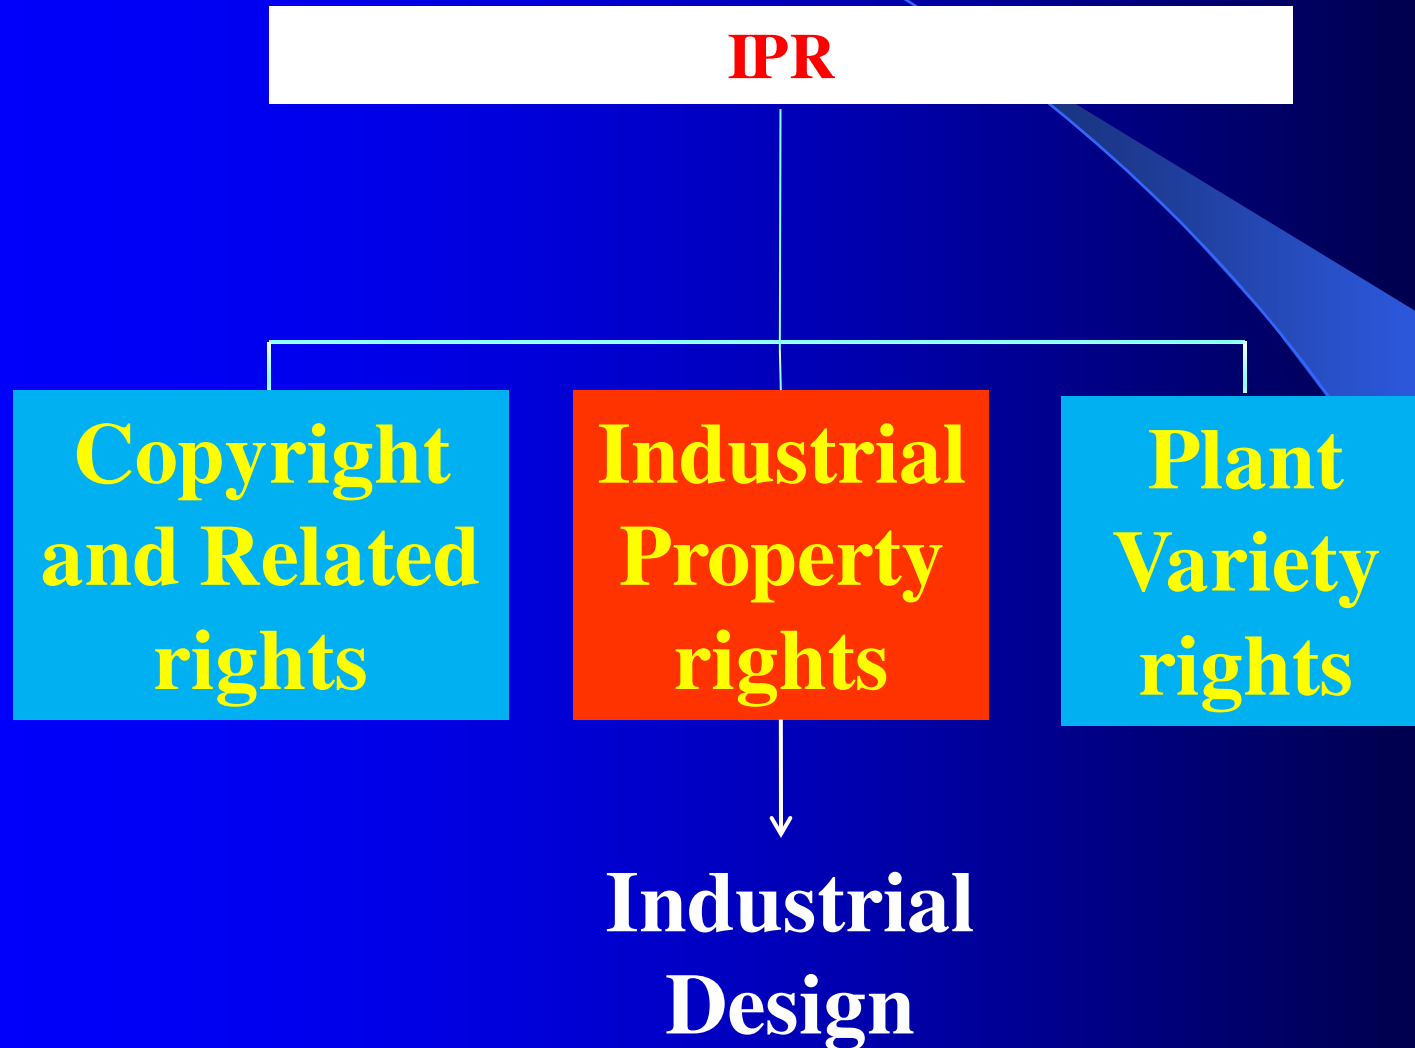 IPR
Copyright
and Related
rights
Industrial
Property
rights
Plant
Variety
rights
Industrial
Design